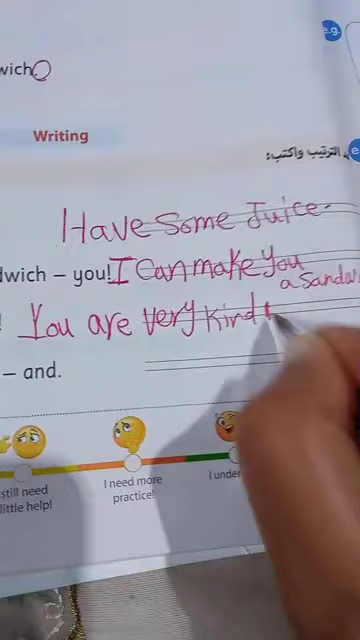 e.g.
wich
Writing
الترتيب واكتب:
e
Have Some Juice.
dwich – you! I Can make You
a Sandw
You are very kind
– and.
still need
little help!
I need more
practice!
I under